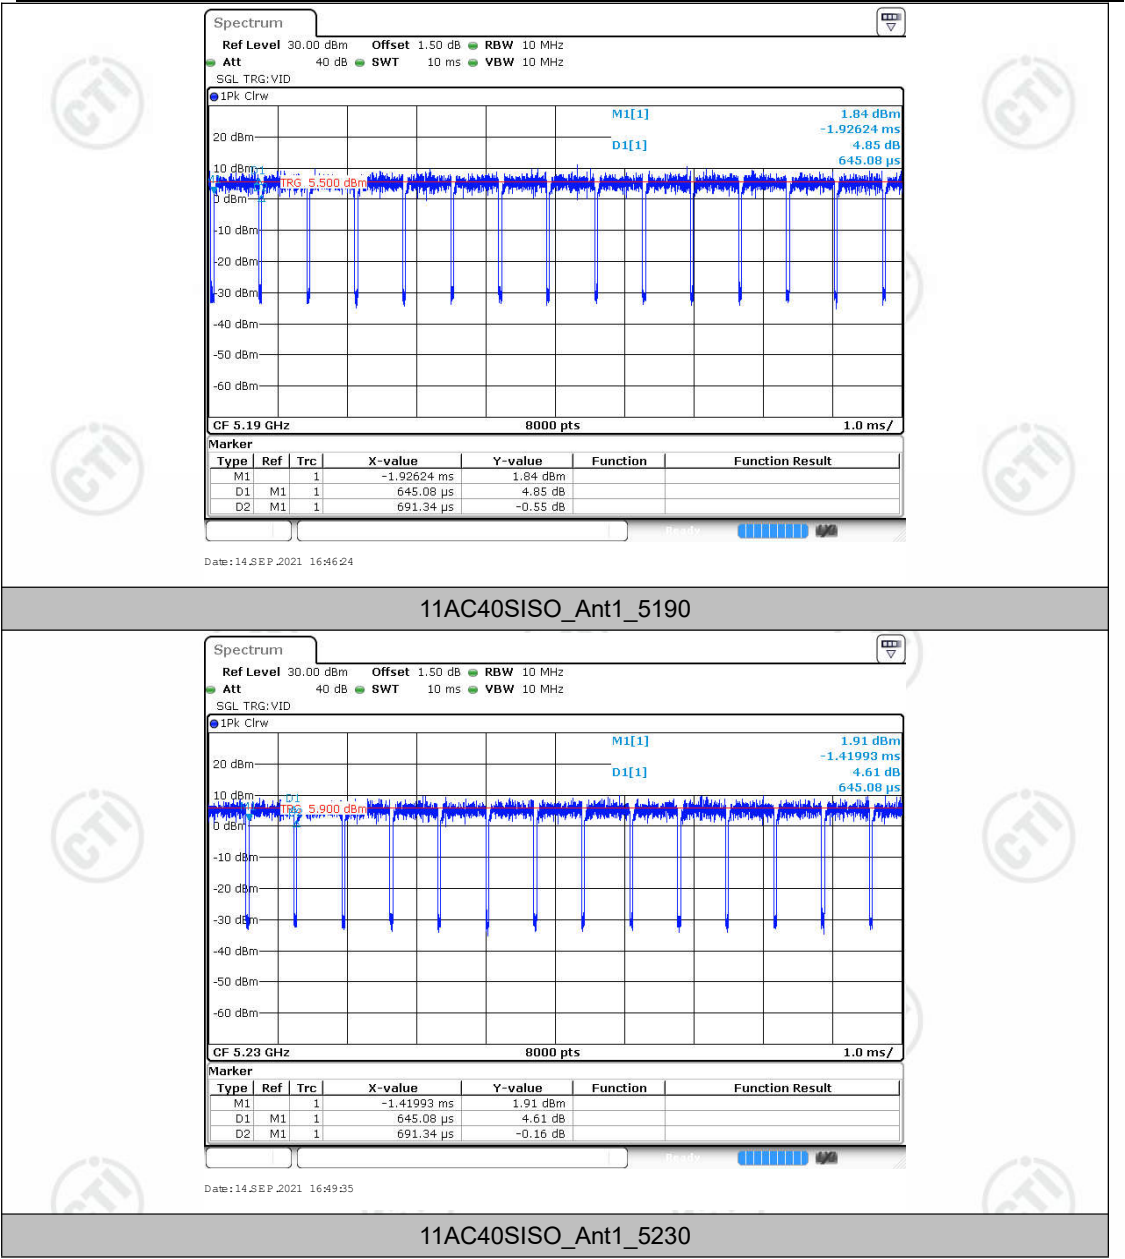 Spectrum
Ref Level 30.00 dBm Offset 1.50 dB RBW 10 MHz
Att 40 dB SWT 10 ms VBW 10 MHz
SGL TRG:VID
1Pk Clrw
M1[1] 1.84 dBm
-1.92624 ms
20 dBm
D1[1] 4.85 dB
645.08 µs
10 dBm
D1
TRG 5.500 dBm
0 dBm
-10 dBm
-20 dBm
-30 dBm
-40 dBm
-50 dBm
-60 dBm
CF 5.19 GHz 8000 pts 1.0 ms/
Marker
Type Ref Trc X-value Y-value Function Function Result
M1 1 -1.92624 ms 1.84 dBm
D1 M1 1 645.08 µs 4.85 dB
D2 M1 1 691.34 µs -0.55 dB
Ready
Date:14.SEP.2021 16:46:24
11AC40SISO_Ant1_5190
Spectrum
Ref Level 30.00 dBm Offset 1.50 dB RBW 10 MHz
Att 40 dB SWT 10 ms VBW 10 MHz
SGL TRG:VID
1Pk Clrw
M1[1] 1.91 dBm
-1.41993 ms
20 dBm
D1[1] 4.61 dB
645.08 µs
10 dBm
D1
TRG 5.900 dBm
0 dBm
-10 dBm
-20 dBm
-30 dBm
-40 dBm
-50 dBm
-60 dBm
CF 5.23 GHz 8000 pts 1.0 ms/
Marker
Type Ref Trc X-value Y-value Function Function Result
M1 1 -1.41993 ms 1.91 dBm
D1 M1 1 645.08 µs 4.61 dB
D2 M1 1 691.34 µs -0.16 dB
Ready
Date:14.SEP.2021 16:49:35
11AC40SISO_Ant1_5230
CTI
CTI
CTI
CTI
CTI
CTI
CTI
CTI